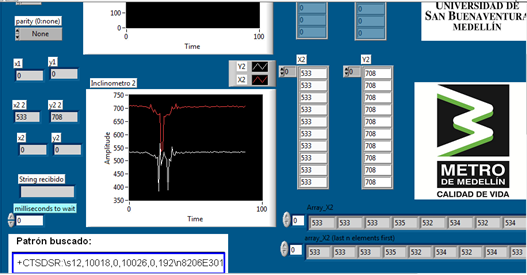 parity (0:none)
None
0
100
Time
0
0
0
0
0
0
UNIVERSIDAD DE
SAN BUENAVENTURA
MEDELLÍN
x1
y1
0
0
x2 2
y2 2
533
708
x2
y2
0
0
String recibido
milliseconds to wait
0
Inclinometro 2
Y2
X2
Amplitude
750
700
650
600
550
500
450
400
350
0
100
Time
X2
0
533
533
533
533
533
533
533
533
533
533
Y2
0
708
708
708
708
708
708
708
708
708
708
METRO
DE MEDELLÍN
CALIDAD DE VIDA
Array_X2
0
533
533
533
535
532
534
534
array_X2 (last n elements first)
0
534
534
532
535
533
533
533
Patrón buscado:
+CTSDSR:\s12,10018,0,10026,0,192\n8206E301